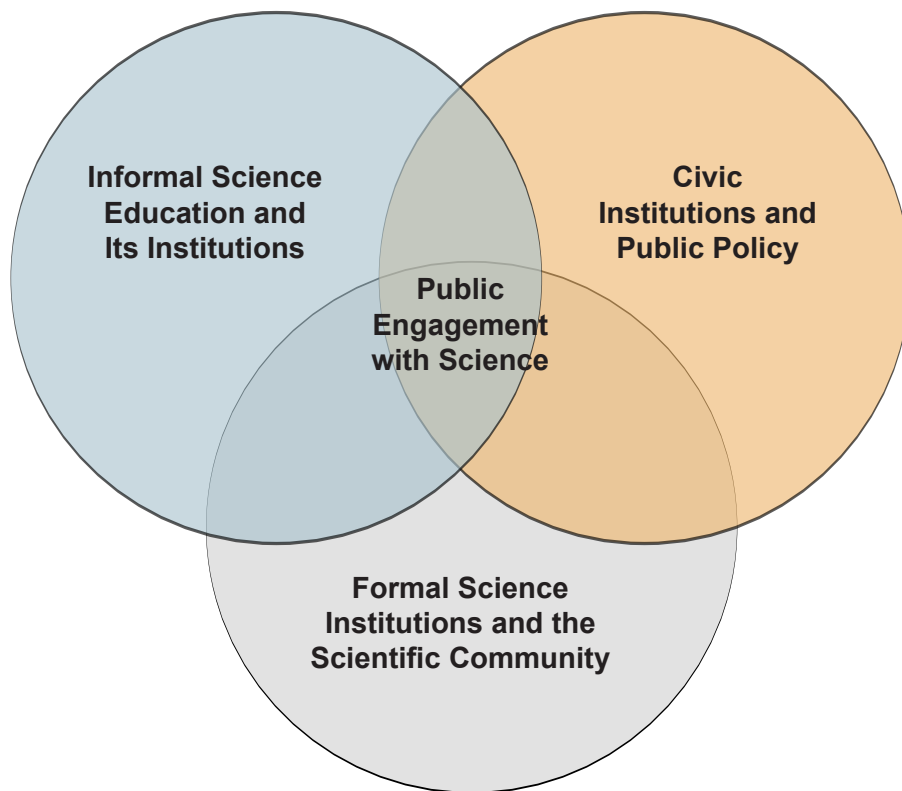 Informal Science
Education and
Its Institutions
Civic
Institutions and
Public Policy
Public
Engagement
with Science
Formal Science
Institutions and the
Scientific Community